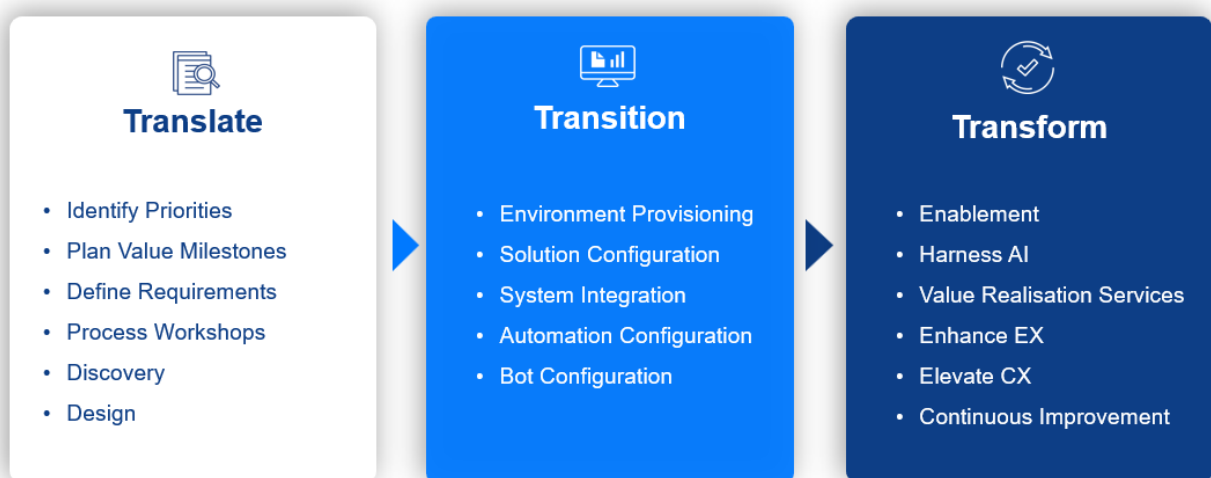 Translate
• Identify Priorities
• Plan Value Milestones
• Define Requirements
• Process Workshops
• Discovery
• Design
Transition
• Environment Provisioning
• Solution Configuration
• System Integration
• Automation Configuration
• Bot Configuration
Transform
• Enablement
• Harness AI
• Value Realisation Services
• Enhance EX
• Elevate CX
• Continuous Improvement